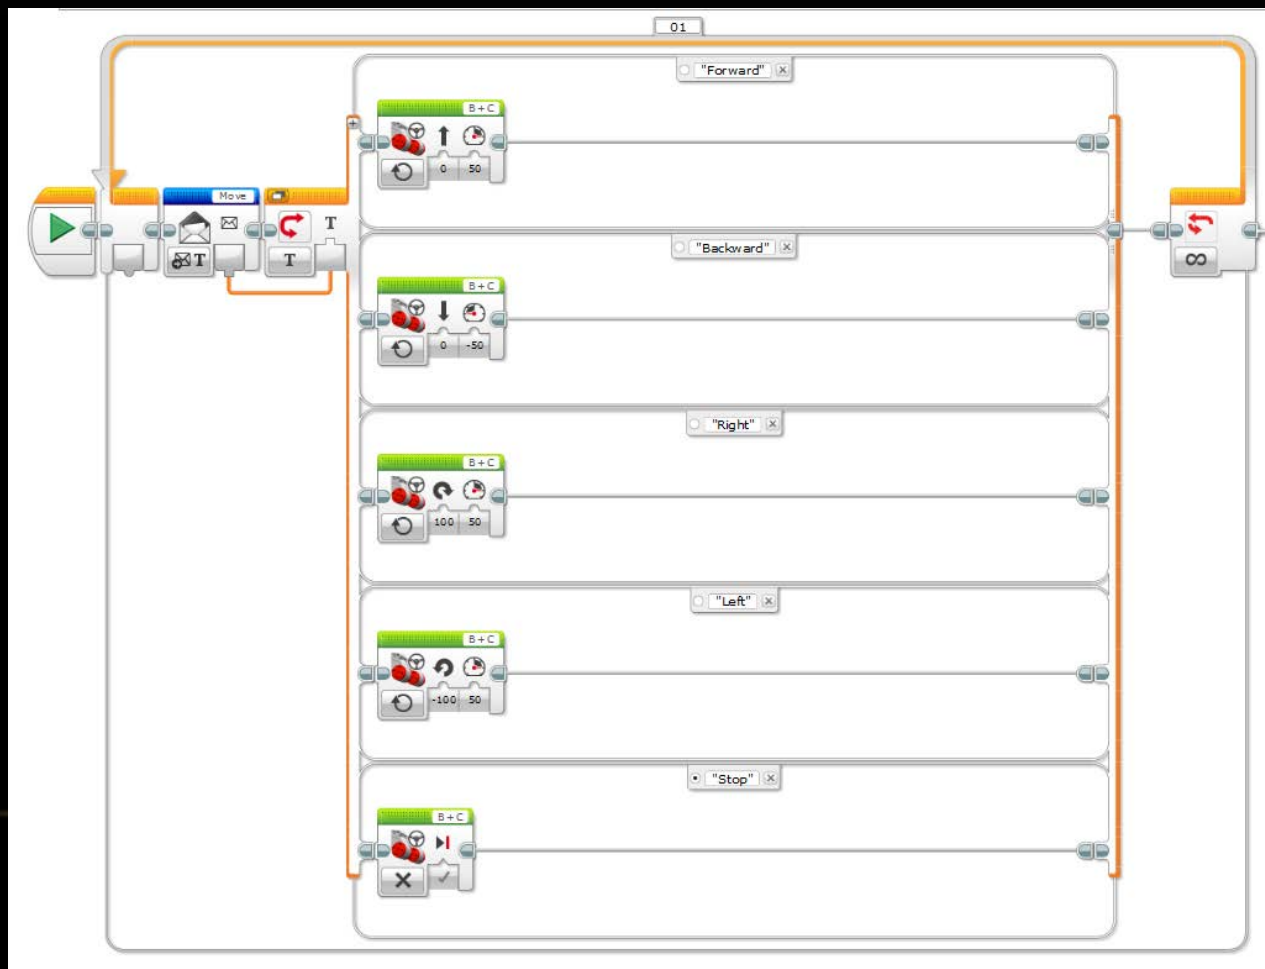 01
"Forward"
B + C
0 50
Move
T
T
T
"Backward"
B + C
0 -50
"Right"
B + C
100 50
"Left"
B + C
-100 50
"Stop"
B + C